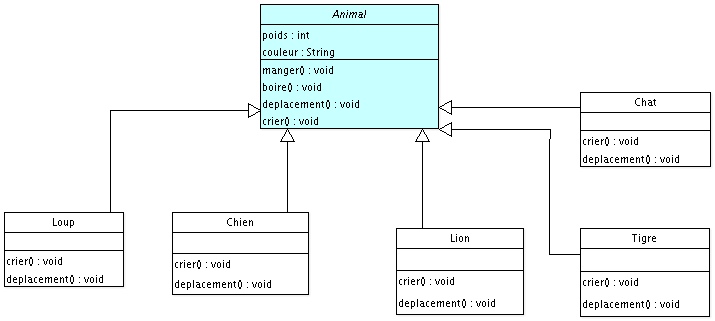 Animal
poids : int
couleur : String
manger() : void
boire() : void
deplacement() : void
crier() : void
Chat
crier() : void
deplacement() : void
Loup
crier() : void
deplacement() : void
Chien
crier() : void
deplacement() : void
Lion
crier() : void
deplacement() : void
Tigre
crier() : void
deplacement() : void